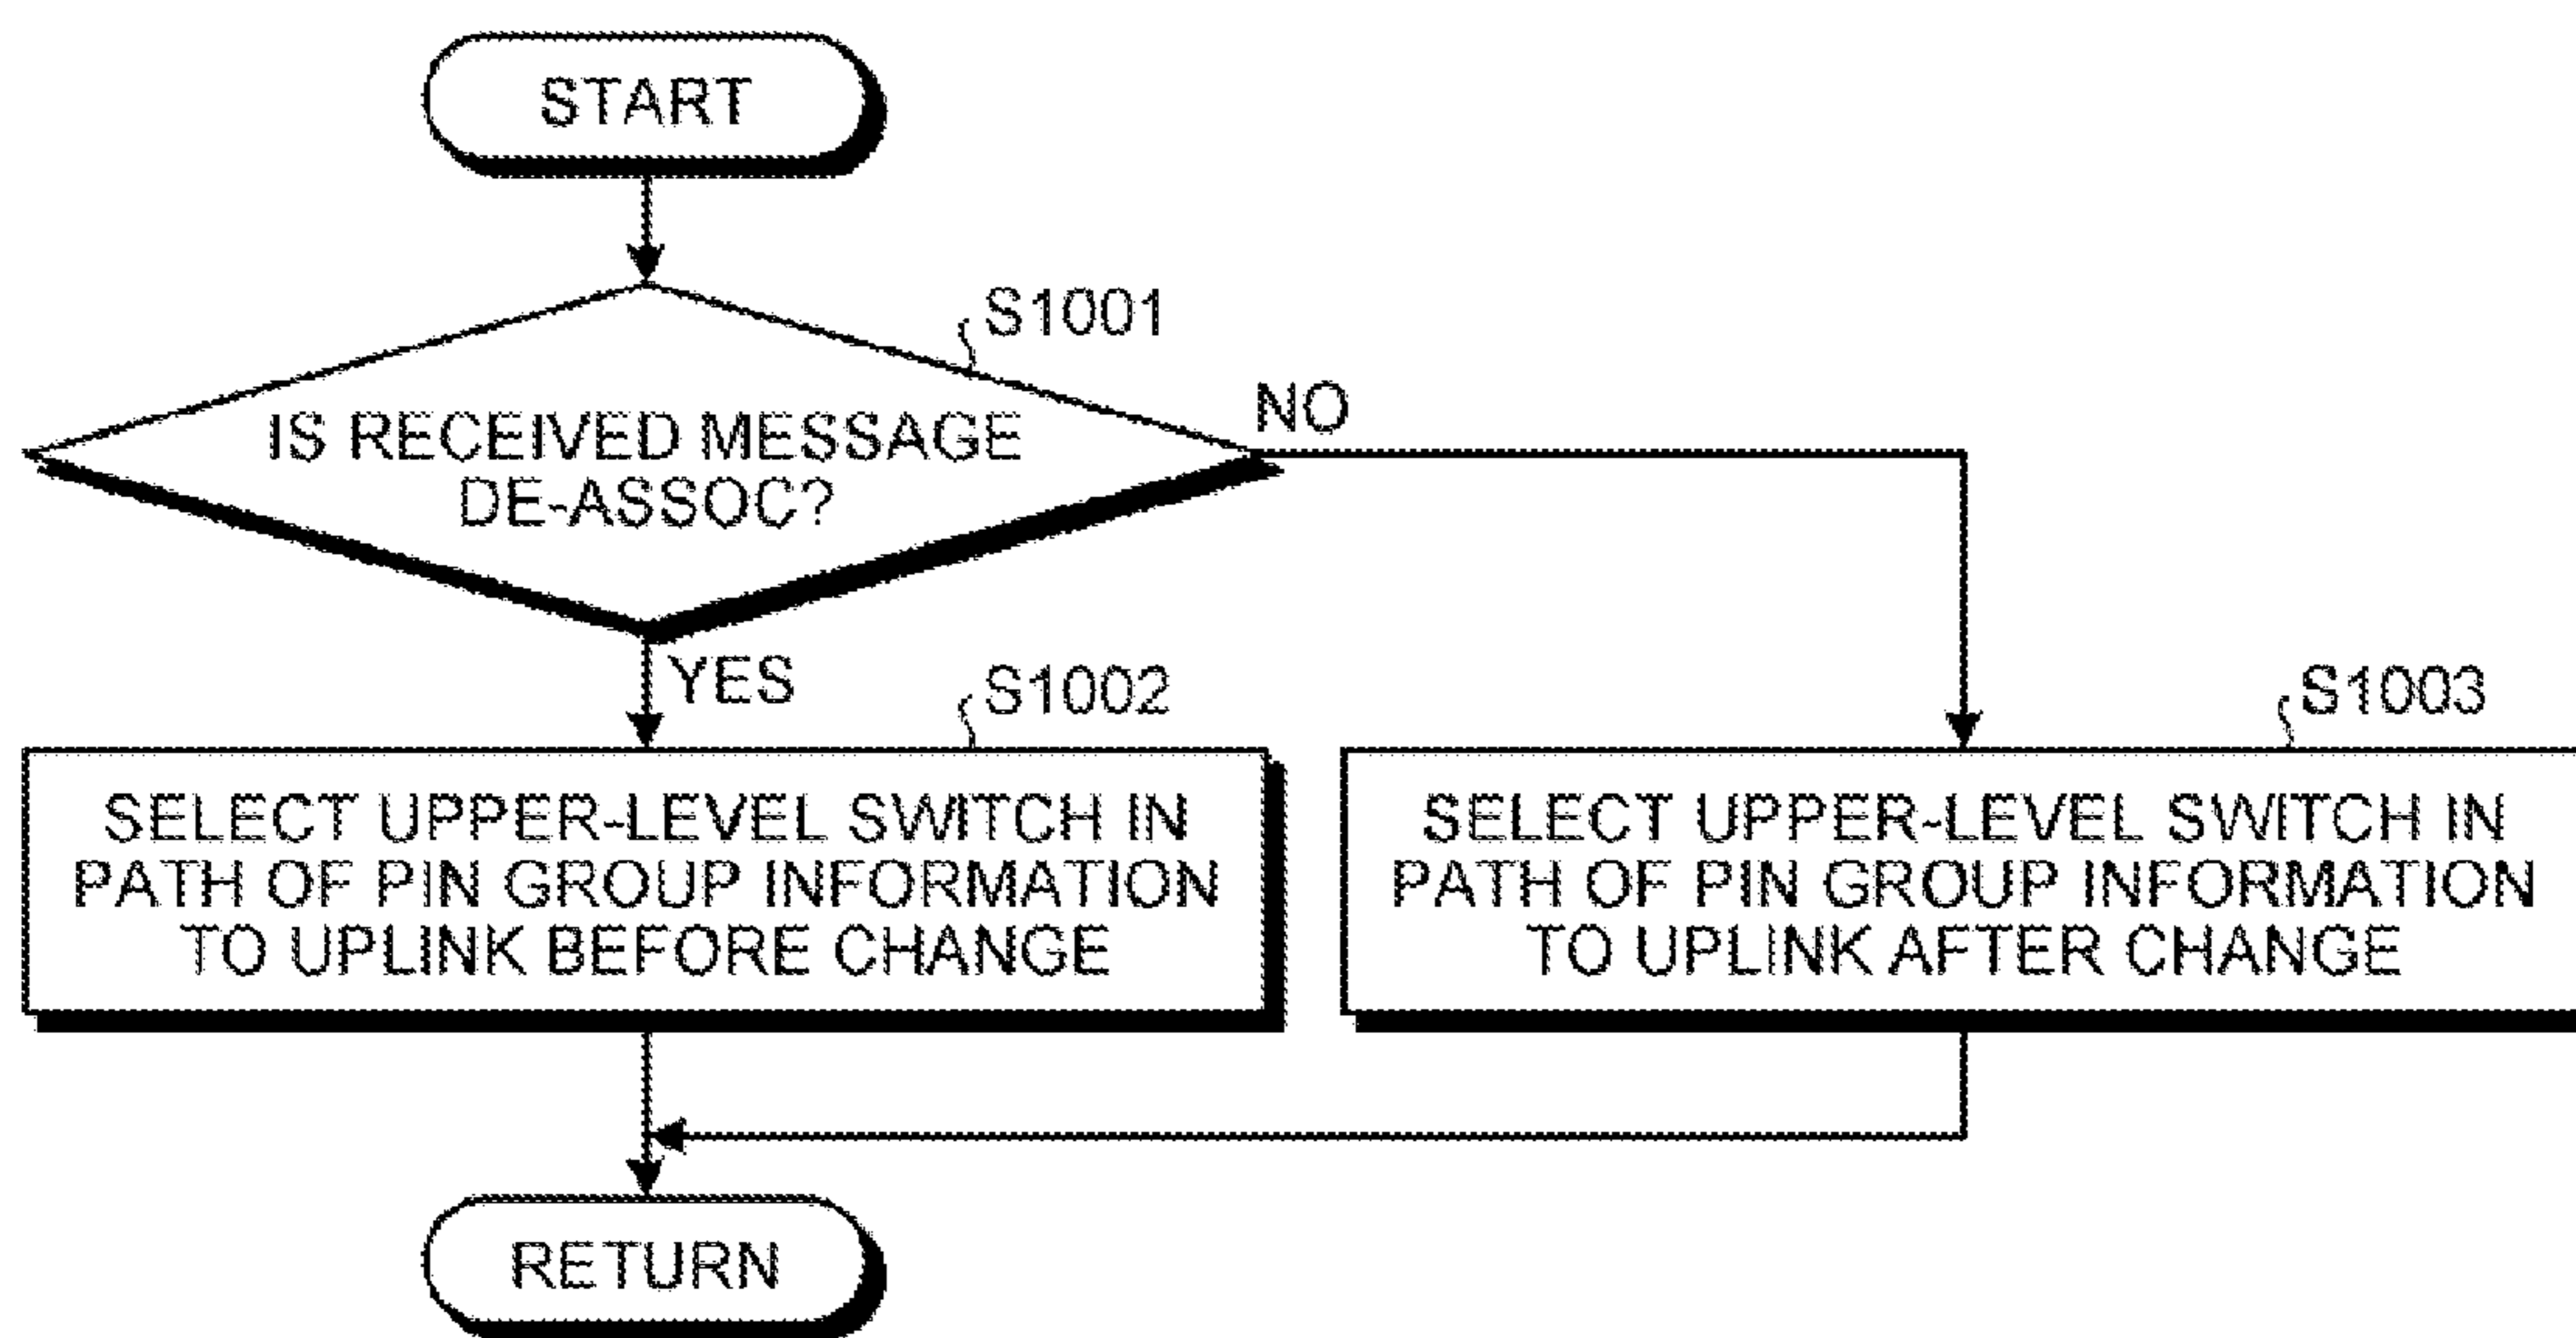 START
S1001
IS RECEIVED MESSAGE
DE-ASSOC?
NO
YES
S1002
SELECT UPPER-LEVEL SWITCH IN
PATH OF PIN GROUP INFORMATION
TO UPLINK BEFORE CHANGE
S1003
SELECT UPPER-LEVEL SWITCH IN
PATH OF PIN GROUP INFORMATION
TO UPLINK AFTER CHANGE
RETURN